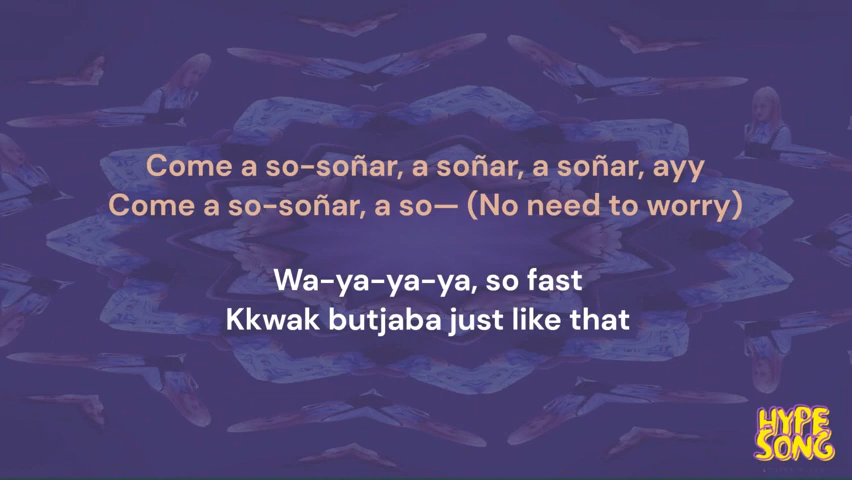 Come a so-soñar, a soñar, a soñar, ayy
Come a so-soñar, a so— (No need to worry)
Wa-ya-ya-ya, so fast
Kkwak butjaba just like that
HYPE
SONG